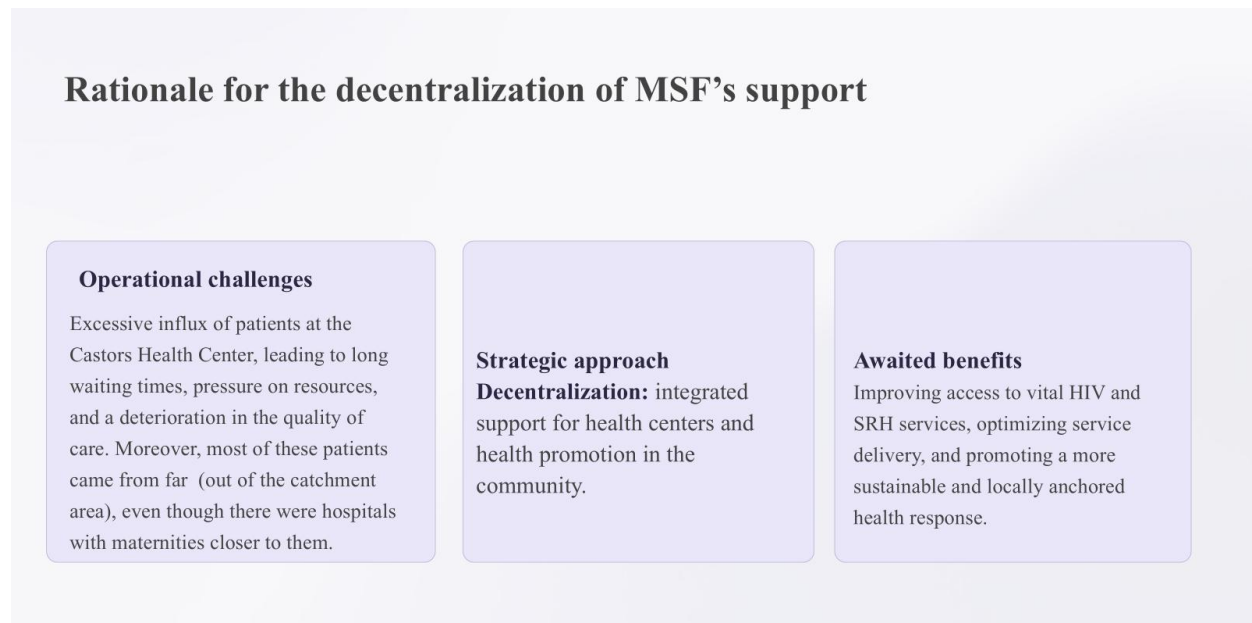 Rationale for the decentralization of MSF’s support
Operational challenges
Excessive influx of patients at the
Castors Health Center, leading to long
waiting times, pressure on resources,
and a deterioration in the quality of
care. Moreover, most of these patients
came from far  (out of the catchment
area), even though there were hospitals
with maternities closer to them.
Strategic approach
Decentralization: integrated
support for health centers and
health promotion in the
community.
Awaited benefits
Improving access to vital HIV and
SRH services, optimizing service
delivery, and promoting a more
sustainable and locally anchored
health response.